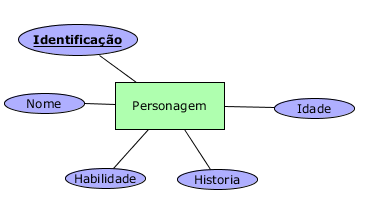 Identificação
Nome
Personagem
Idade
Habilidade
Historia